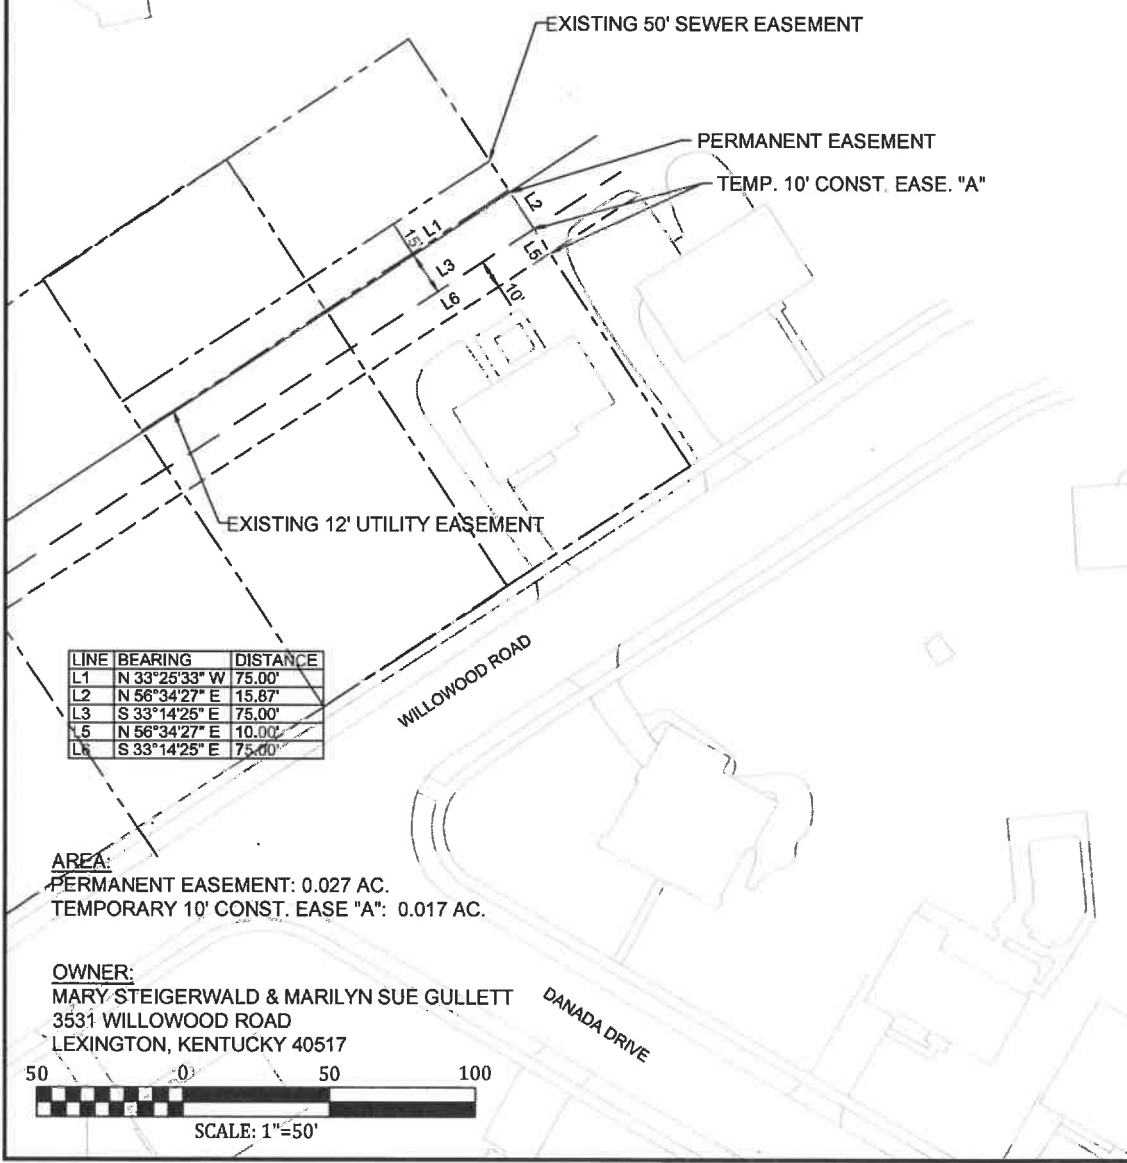 EXISTING 50' SEWER EASEMENT
PERMANENT EASEMENT
TEMP. 10' CONST. EASE. "A"
L2
L1
15'
L5
L3
L6
10'
EXISTING 12' UTILITY EASEMENT
LINE BEARING DISTANCE
L1 N 33°25'33" W 75.00'
L2 N 56°34'27" E 15.87'
L3 S 33°14'25" E 75.00'
L5 N 56°34'27" E 10.00'
L6 S 33°14'25" E 75.00'
WILLOWOOD ROAD
AREA:
PERMANENT EASEMENT: 0.027 AC.
TEMPORARY 10' CONST. EASE "A": 0.017 AC.
OWNER:
MARY STEIGERWALD & MARILYN SUE GULLETT
3531 WILLOWOOD ROAD
LEXINGTON, KENTUCKY 40517
DANADA DRIVE
50 0 50 100
SCALE: 1"=50'